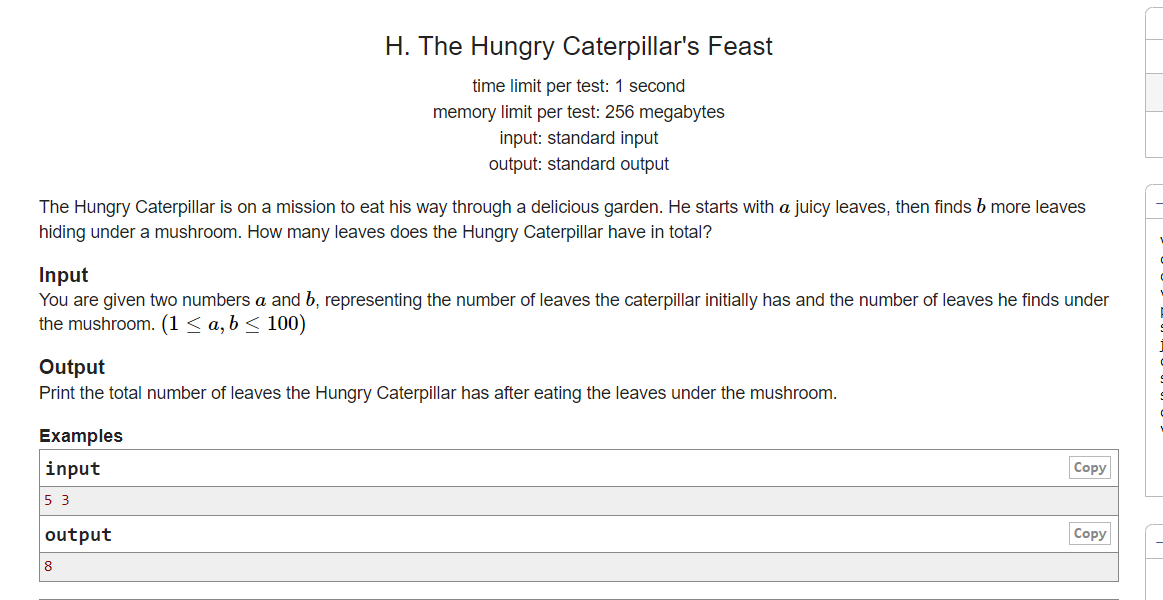 H. The Hungry Caterpillar's Feast
time limit per test: 1 second
memory limit per test: 256 megabytes
input: standard input
output: standard output
The Hungry Caterpillar is on a mission to eat his way through a delicious garden. He starts with a juicy leaves, then finds b more leaves
hiding under a mushroom. How many leaves does the Hungry Caterpillar have in total?
Input
You are given two numbers a and b, representing the number of leaves the caterpillar initially has and the number of leaves he finds under
the mushroom. (1 ≤ a, b ≤ 100)
Output
Print the total number of leaves the Hungry Caterpillar has after eating the leaves under the mushroom.
Examples
input Copy
5 3
output Copy
8